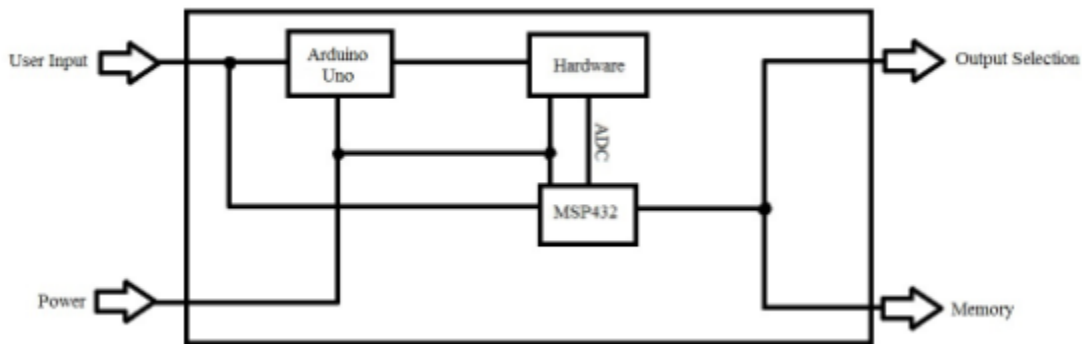 User Input
Arduino
Uno
Hardware
Output Selection
ADC
MSP432
Power
Memory